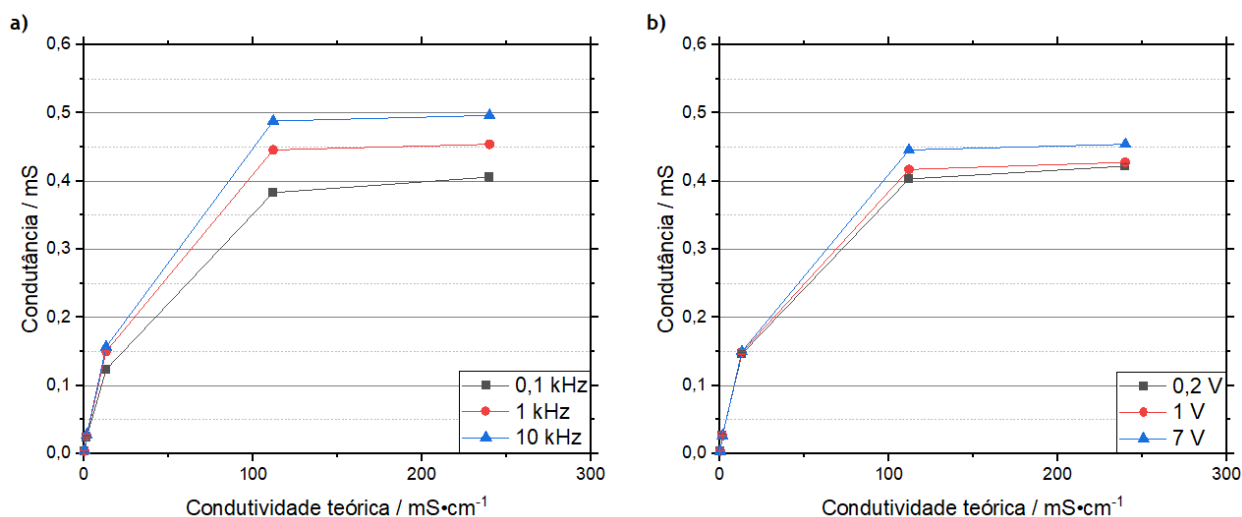 a)
0,6
0,5
0,4
0,3
0,2
0,1
0,0
Condutância / mS
0,1 kHz
1 kHz
10 kHz
0
100
200
300
Condutividade teórica / mS•cm⁻¹
b)
0,6
0,5
0,4
0,3
0,2
0,1
0,0
Condutância / mS
0,2 V
1 V
7 V
0
100
200
300
Condutividade teórica / mS•cm⁻¹